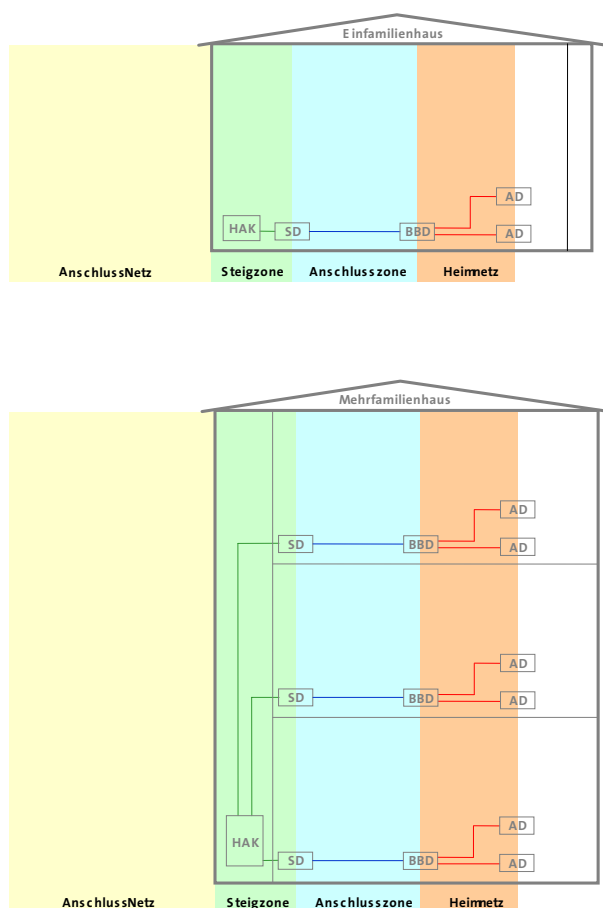 Einfamilienhaus
AD
HAK SD BBD AD
AnschlussNetz Steigzone Anschlusszone Heimnetz
Mehrfamilienhaus
AD
SD BBD AD
AD
SD BBD AD
AD
HAK
SD BBD AD
AnschlussNetz Steigzone Anschlusszone Heimnetz